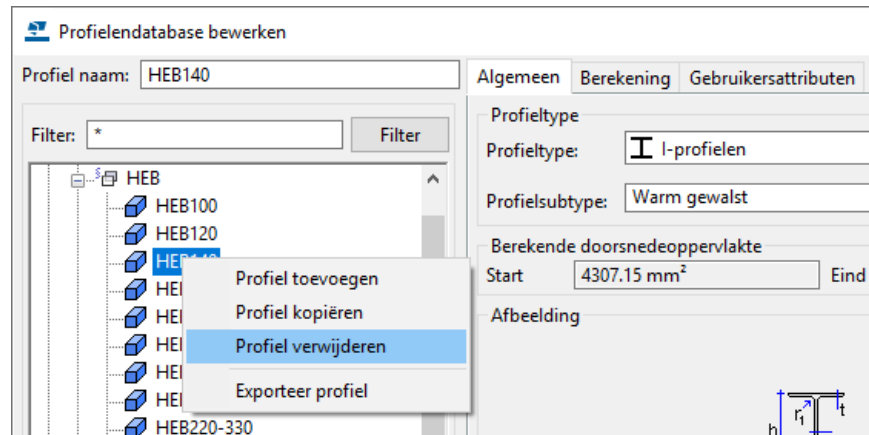 Profielendatabase bewerken
Profiel naam: HEB140
Filter: * Filter
HEB
HEB100
HEB120
HEB140
Profiel toevoegen
Profiel kopiëren
Profiel verwijderen
Exporteer profiel
HEB220-330
Algemeen Berekening Gebruikersattributen
Profieltype
Profieltype: I-profielen
Profielsubtype: Warm gewalst
Berekende doorsnedeoppervlakte
Start 4307.15 mm² Eind
Afbeelding
r1 t
h